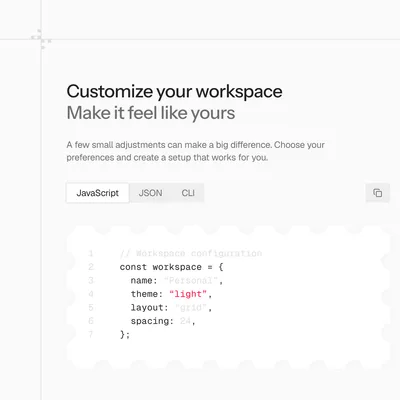 Customize your workspace
Make it feel like yours
A few small adjustments can make a big difference. Choose your
preferences and create a setup that works for you.
JavaScript JSON CLI
1 // Workspace configuration
2 const workspace = {
3 name: "Personal",
4 theme: "light",
5 layout: "grid",
6 spacing: 24,
7 };